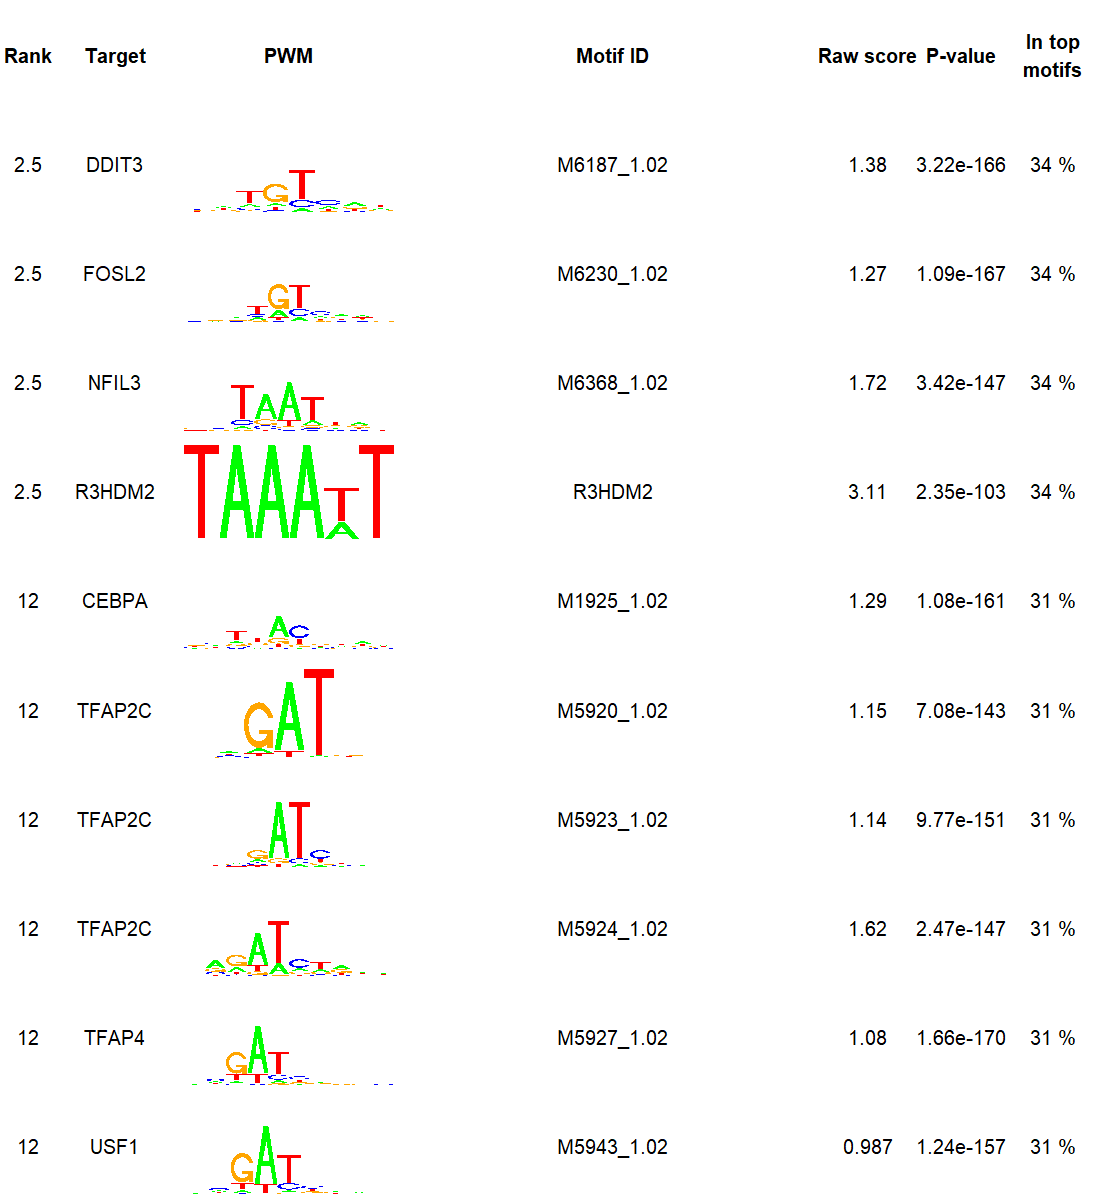 Rank Target PWM Motif ID Raw score P-value In top motifs
2.5 DDIT3 M6187_1.02 1.38 3.22e-166 34 %
2.5 FOSL2 M6230_1.02 1.27 1.09e-167 34 %
2.5 NFIL3 M6368_1.02 1.72 3.42e-147 34 %
2.5 R3HDM2 R3HDM2 3.11 2.35e-103 34 %
12 CEBPA M1925_1.02 1.29 1.08e-161 31 %
12 TFAP2C M5920_1.02 1.15 7.08e-143 31 %
12 TFAP2C M5923_1.02 1.14 9.77e-151 31 %
12 TFAP2C M5924_1.02 1.62 2.47e-147 31 %
12 TFAP4 M5927_1.02 1.08 1.66e-170 31 %
12 USF1 M5943_1.02 0.987 1.24e-157 31 %